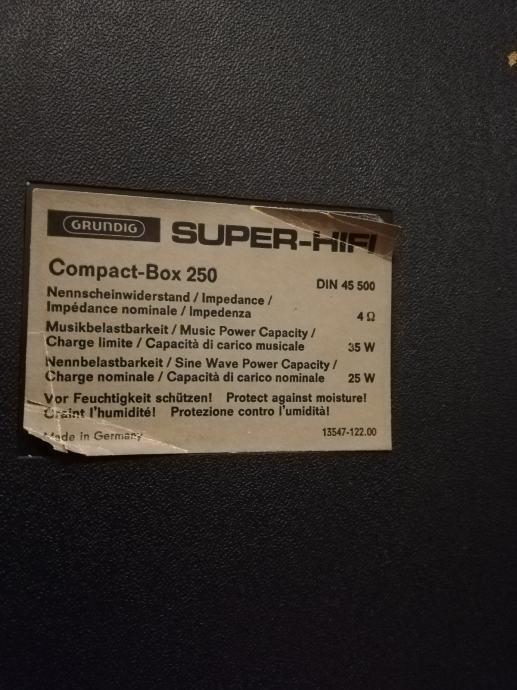 GRUNDIG SUPER-HIFI
Compact-Box 250 DIN 45 500
Nennscheinwiderstand / Impedance /
Impédance nominale / Impedenza 4 Ω
Musikbelastbarkeit / Music Power Capacity /
Charge limite / Capacità di carico musicale 35 W
Nennbelastbarkeit / Sine Wave Power Capacity /
Charge nominale / Capacità di carico nominale 25 W
Vor Feuchtigkeit schützen! Protect against moisture!
Craint l'humidité! Protezione contro l'umidità!
Made in Germany 13547-122.00